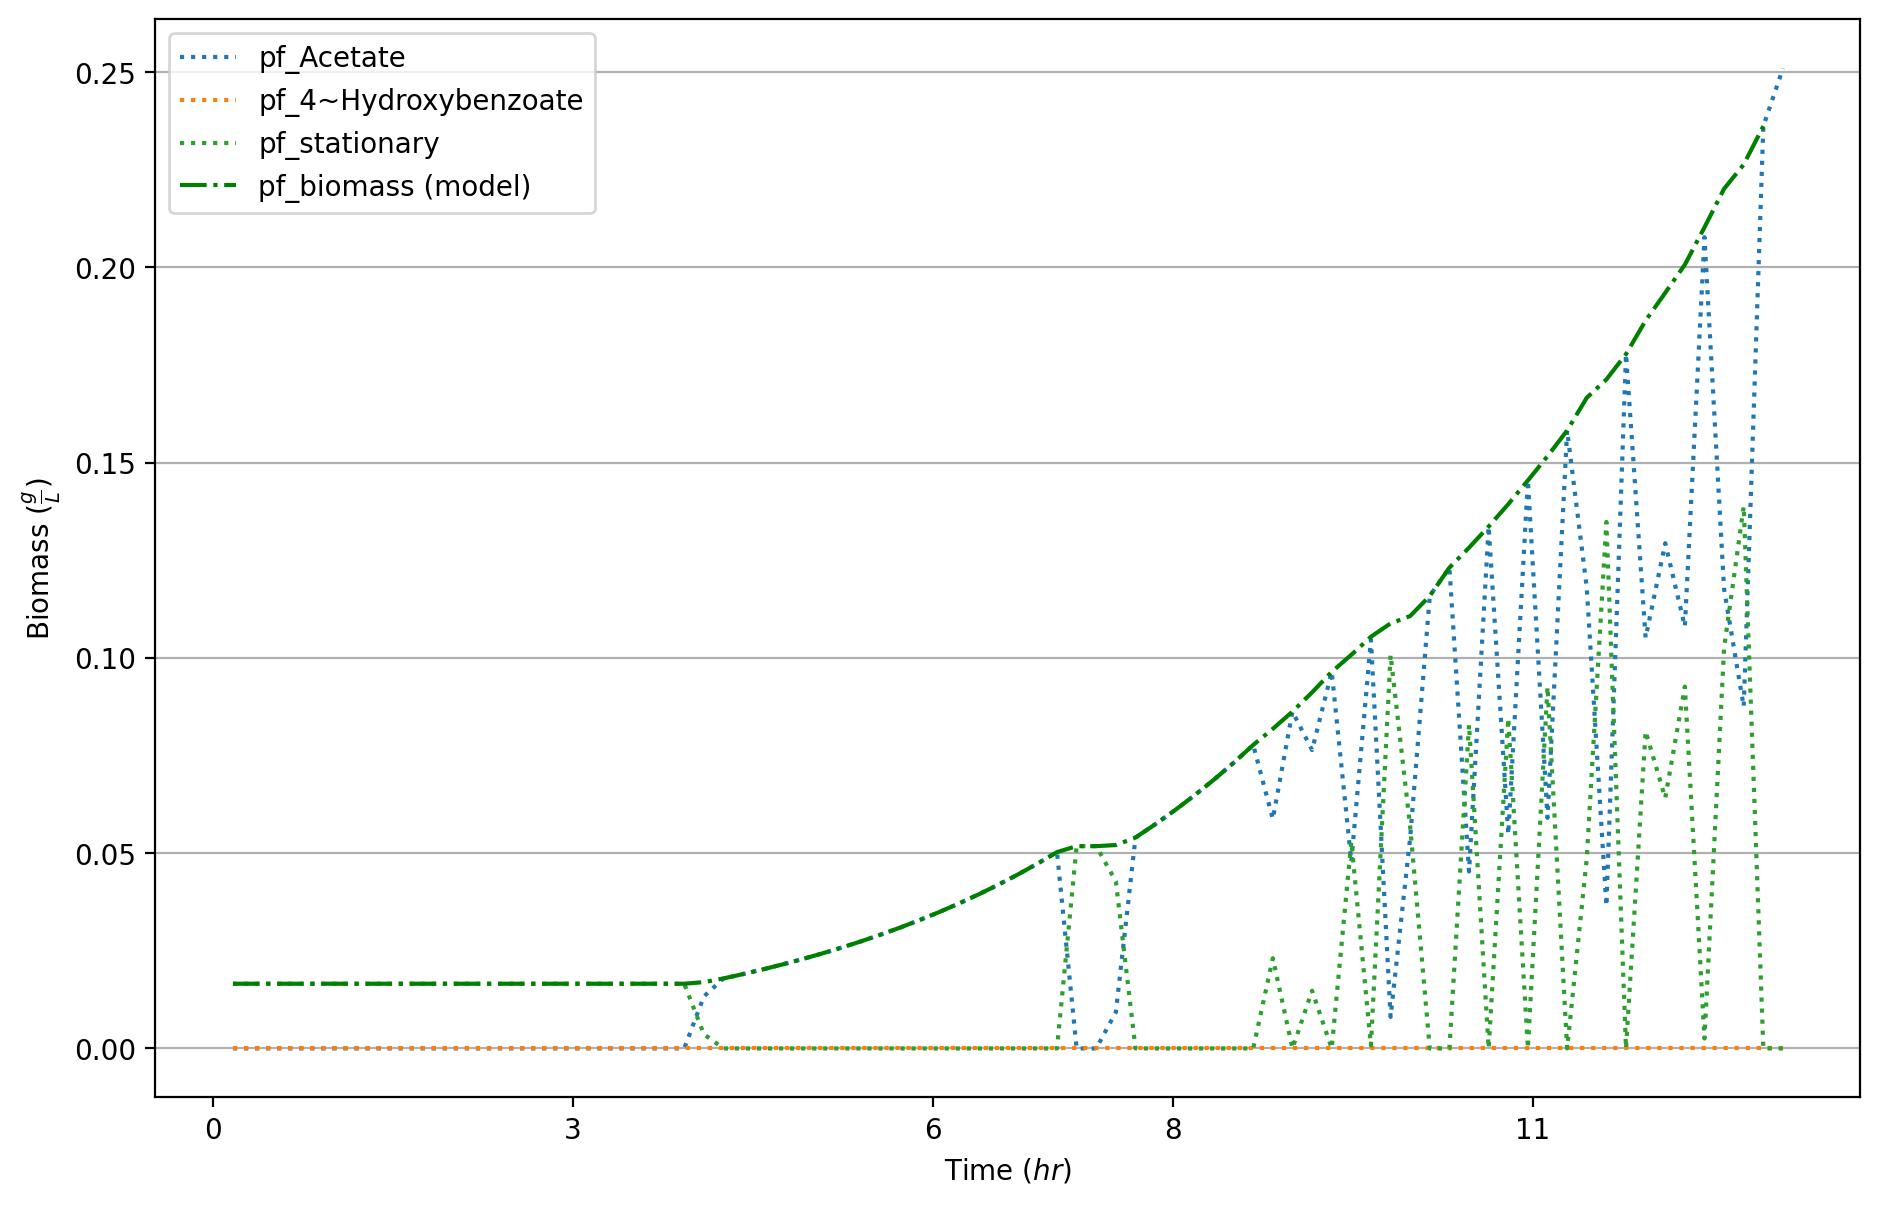 pf_Acetate
pf_4~Hydroxybenzoate
pf_stationary
pf_biomass (model)
0.25
0.20
0.15
0.10
0.05
0.00
Biomass (g/L)
0 3 6 8 11
Time (hr)